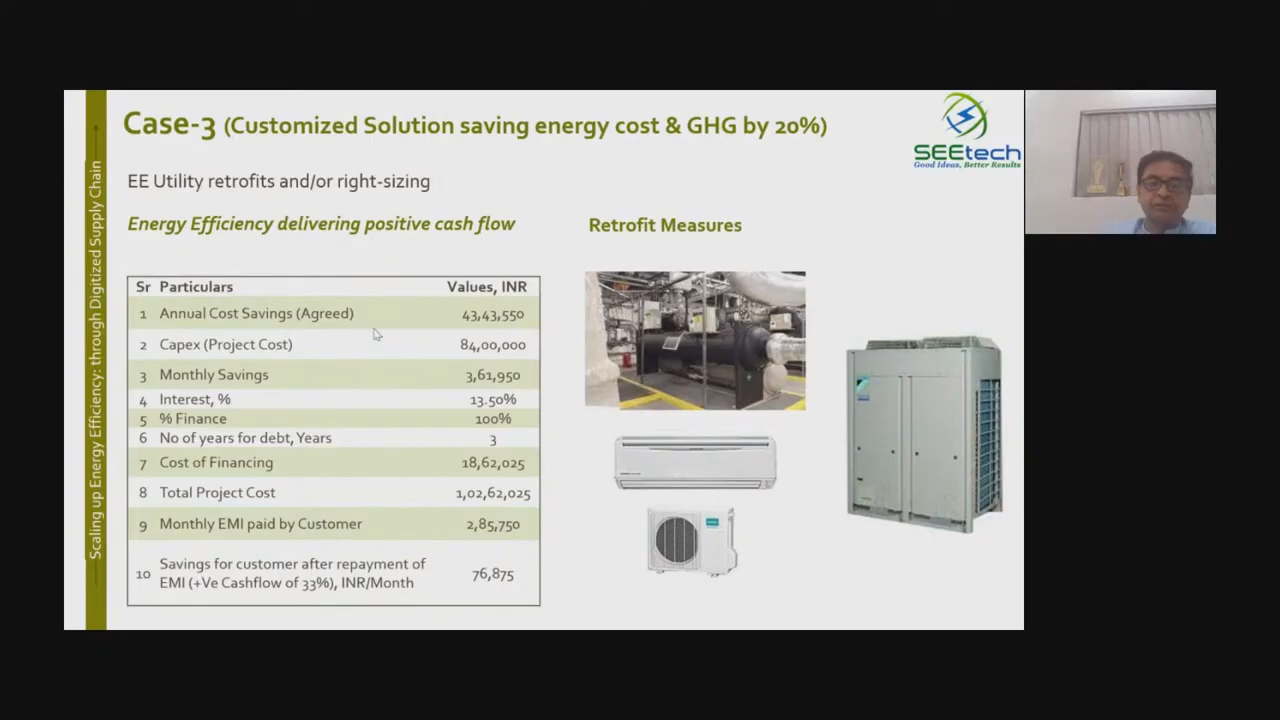 Case-3 (Customized Solution saving energy cost & GHG by 20%)
SEEtech
Good Ideas, Better Results
Scaling up Energy Efficiency: through Digitized Supply Chain
EE Utility retrofits and/or right-sizing
Energy Efficiency delivering positive cash flow
Retrofit Measures
Sr Particulars Values, INR
1 Annual Cost Savings (Agreed) 43,43,550
2 Capex (Project Cost) 84,00,000
3 Monthly Savings 3,61,950
4 Interest, % 13.50%
5 % Finance 100%
6 No of years for debt, Years 3
7 Cost of Financing 18,62,025
8 Total Project Cost 1,02,62,025
9 Monthly EMI paid by Customer 2,85,750
10 Savings for customer after repayment of
EMI (+Ve Cashflow of 33%), INR/Month 76,875